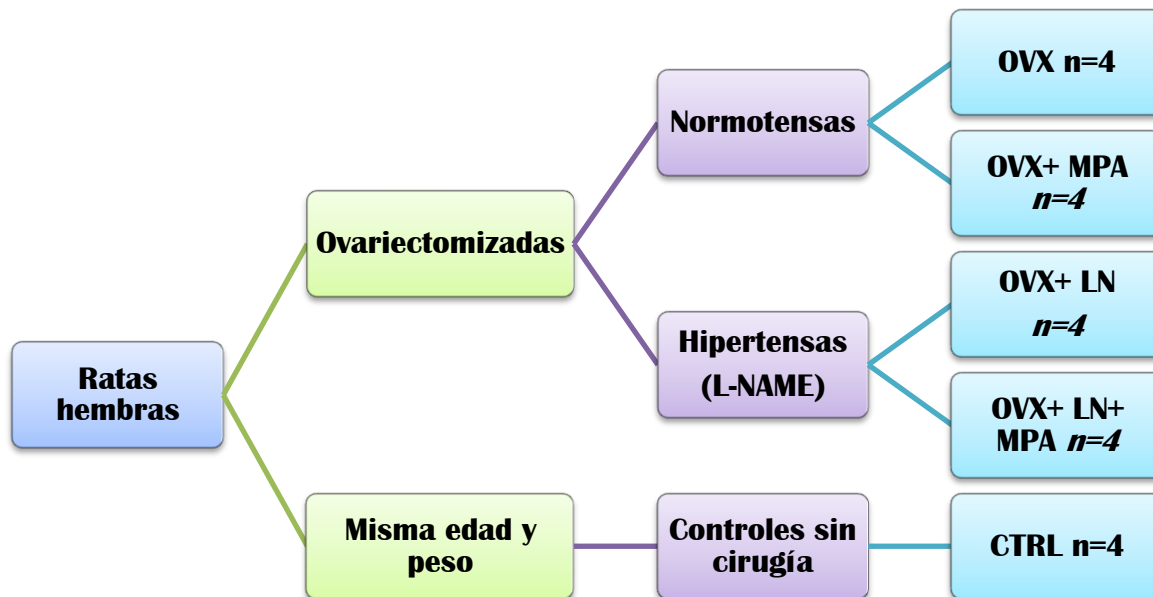 Ratas
hembras
Ovariectomizadas
Misma edad y
peso
Normotensas
Hipertensas
(L-NAME)
Controles sin
cirugía
OVX n=4
OVX+ MPA
n=4
OVX+ LN
n=4
OVX+ LN+
MPA n=4
CTRL n=4